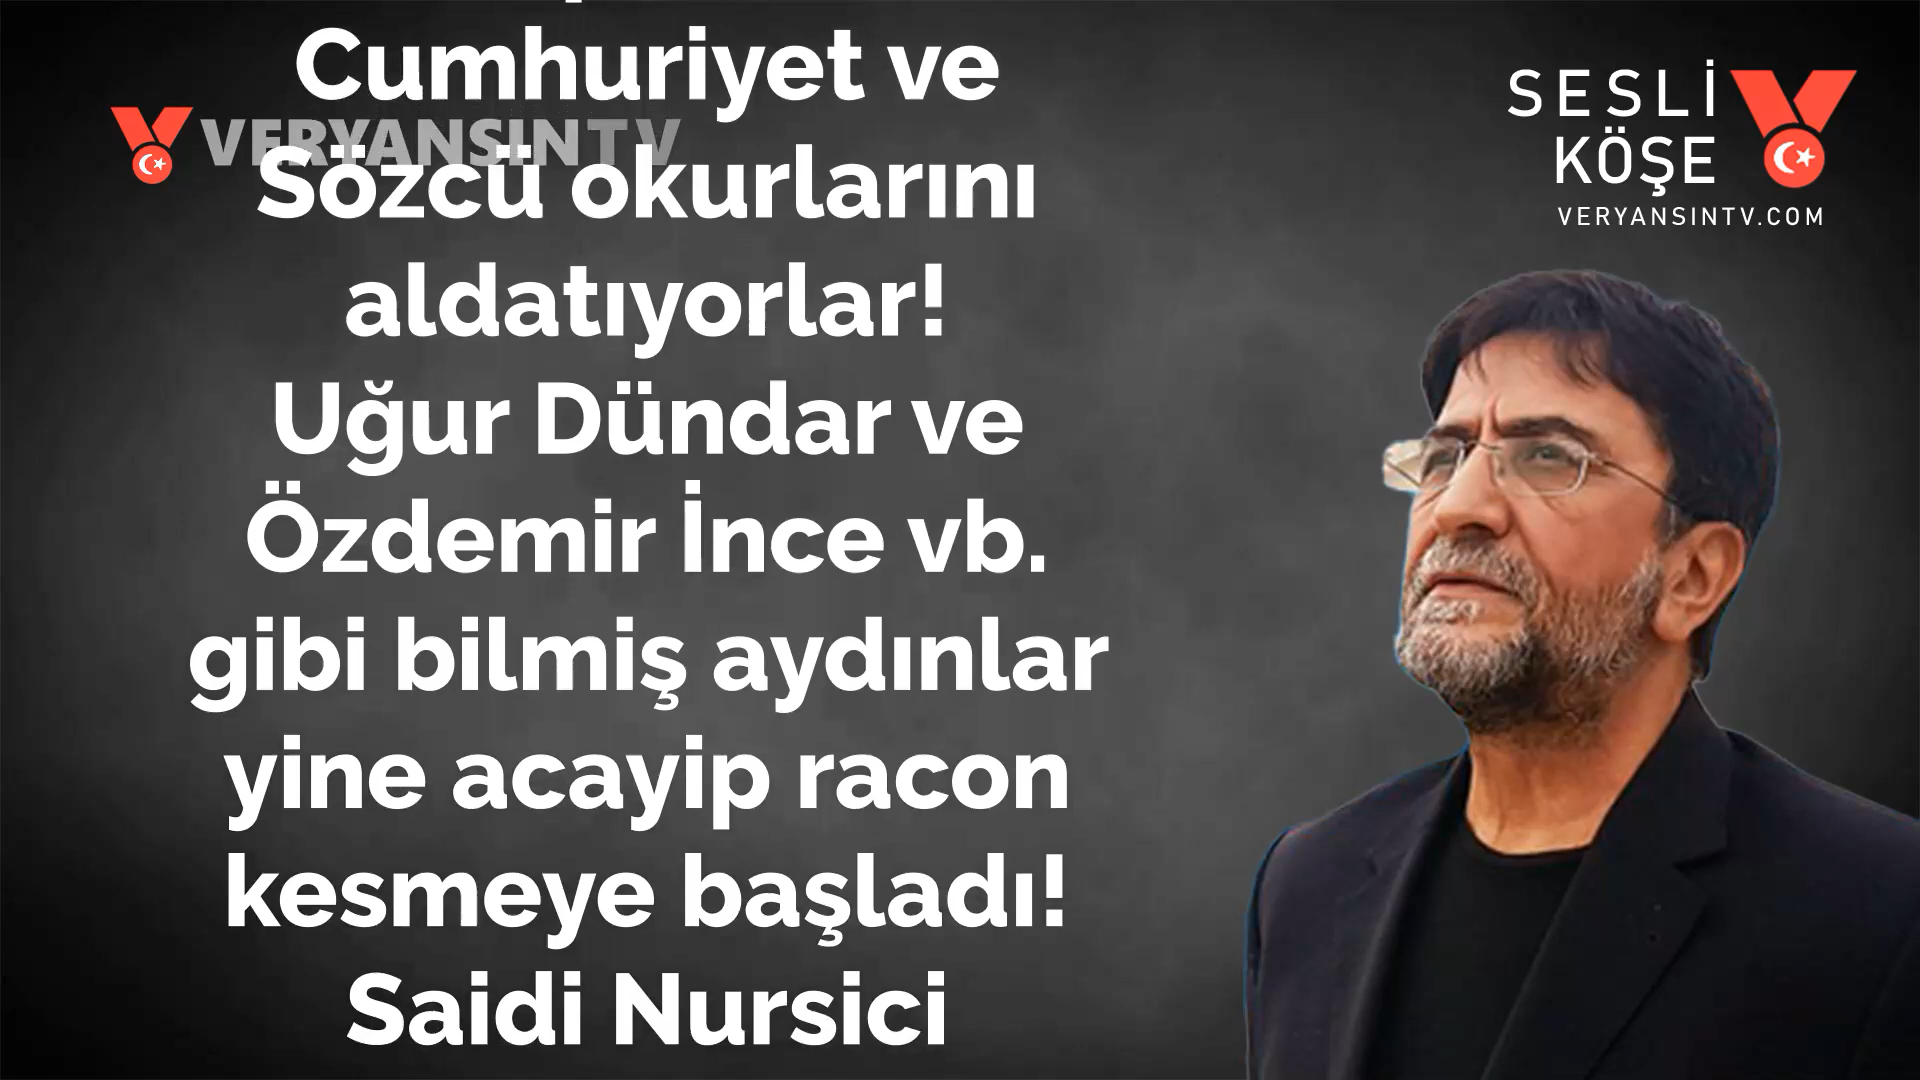 Cumhuriyet ve
VERYANSINTV
Sözcü okurlarını
aldatıyorlar!
Uğur Dündar ve
Özdemir İnce vb.
gibi bilmiş aydınlar
yine acayip racon
kesmeye başladı!
Saidi Nursici
SESLİ
KÖŞE
VERYANSINTV.COM